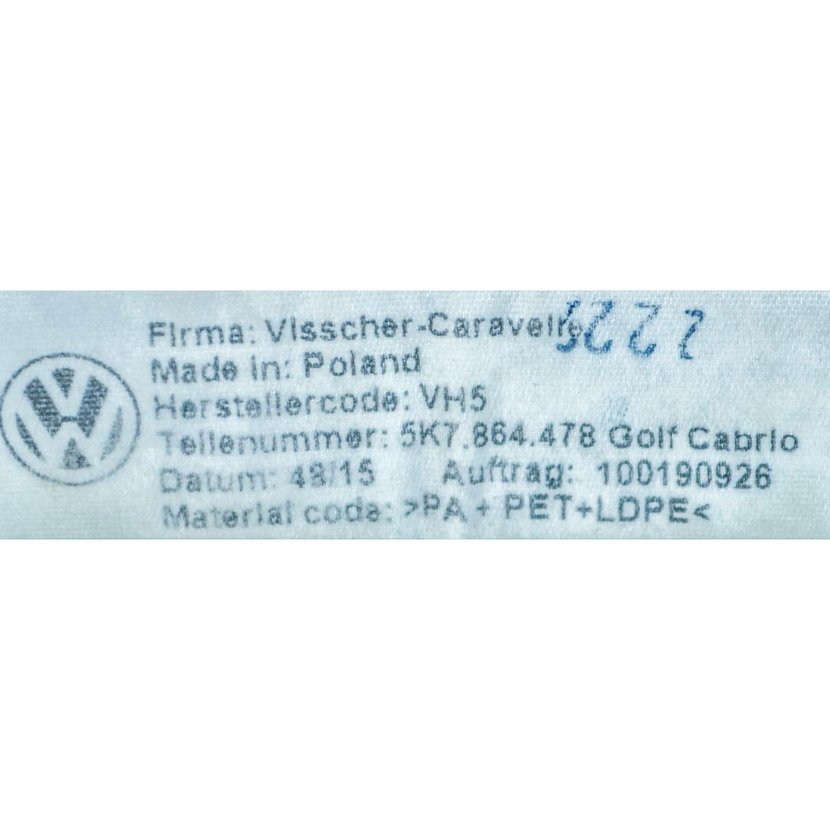 Firma: Visscher-Caravelle
Made in: Poland
Herstellercode: VH5
Teilenummer: 5K7.864.478 Golf Cabrio
Datum: 48/15 Auftrag: 100190926
Material code: >PA + PET+LDPE<